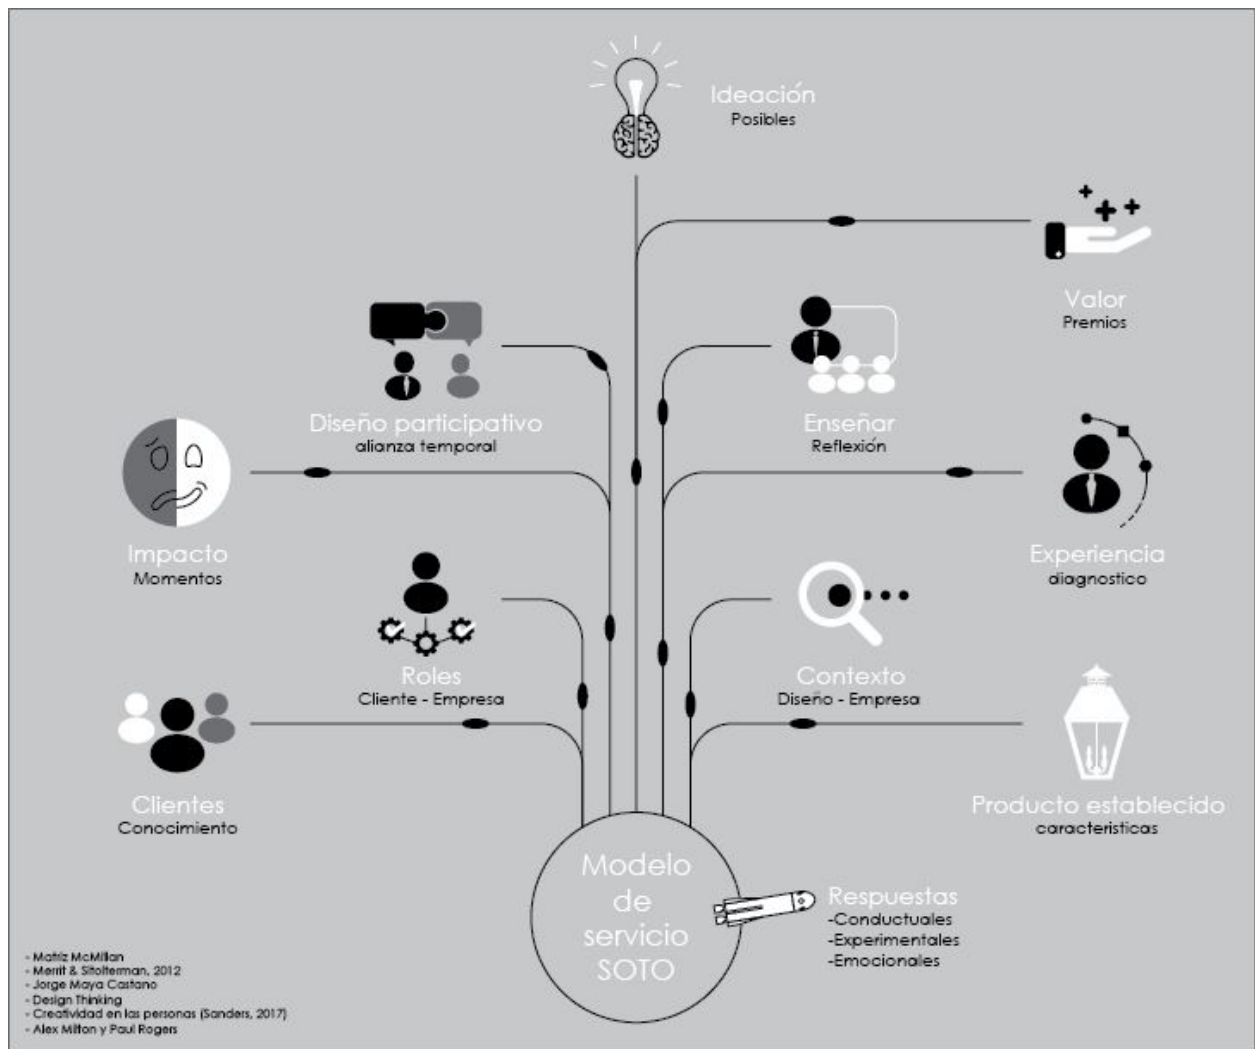 Ideación
Posibles
Valor
Premios
Diseño participativo
alianza temporal
Enseñar
Reflexión
Impacto
Momentos
Experiencia
diagnostico
Roles
Cliente - Empresa
Contexto
Diseño - Empresa
Clientes
Conocimiento
Producto establecido
caracteristicas
Modelo
de
servicio
SOTO
Respuestas
-Conductuales
-Experimentales
-Emocionales
- Matriz McMillan
- Merrit & Sitolterman, 2012
- Jorge Maya Castano
- Design Thinking
- Creatividad en las personas (Sanders, 2017)
- Alex Milton y Paul Rogers